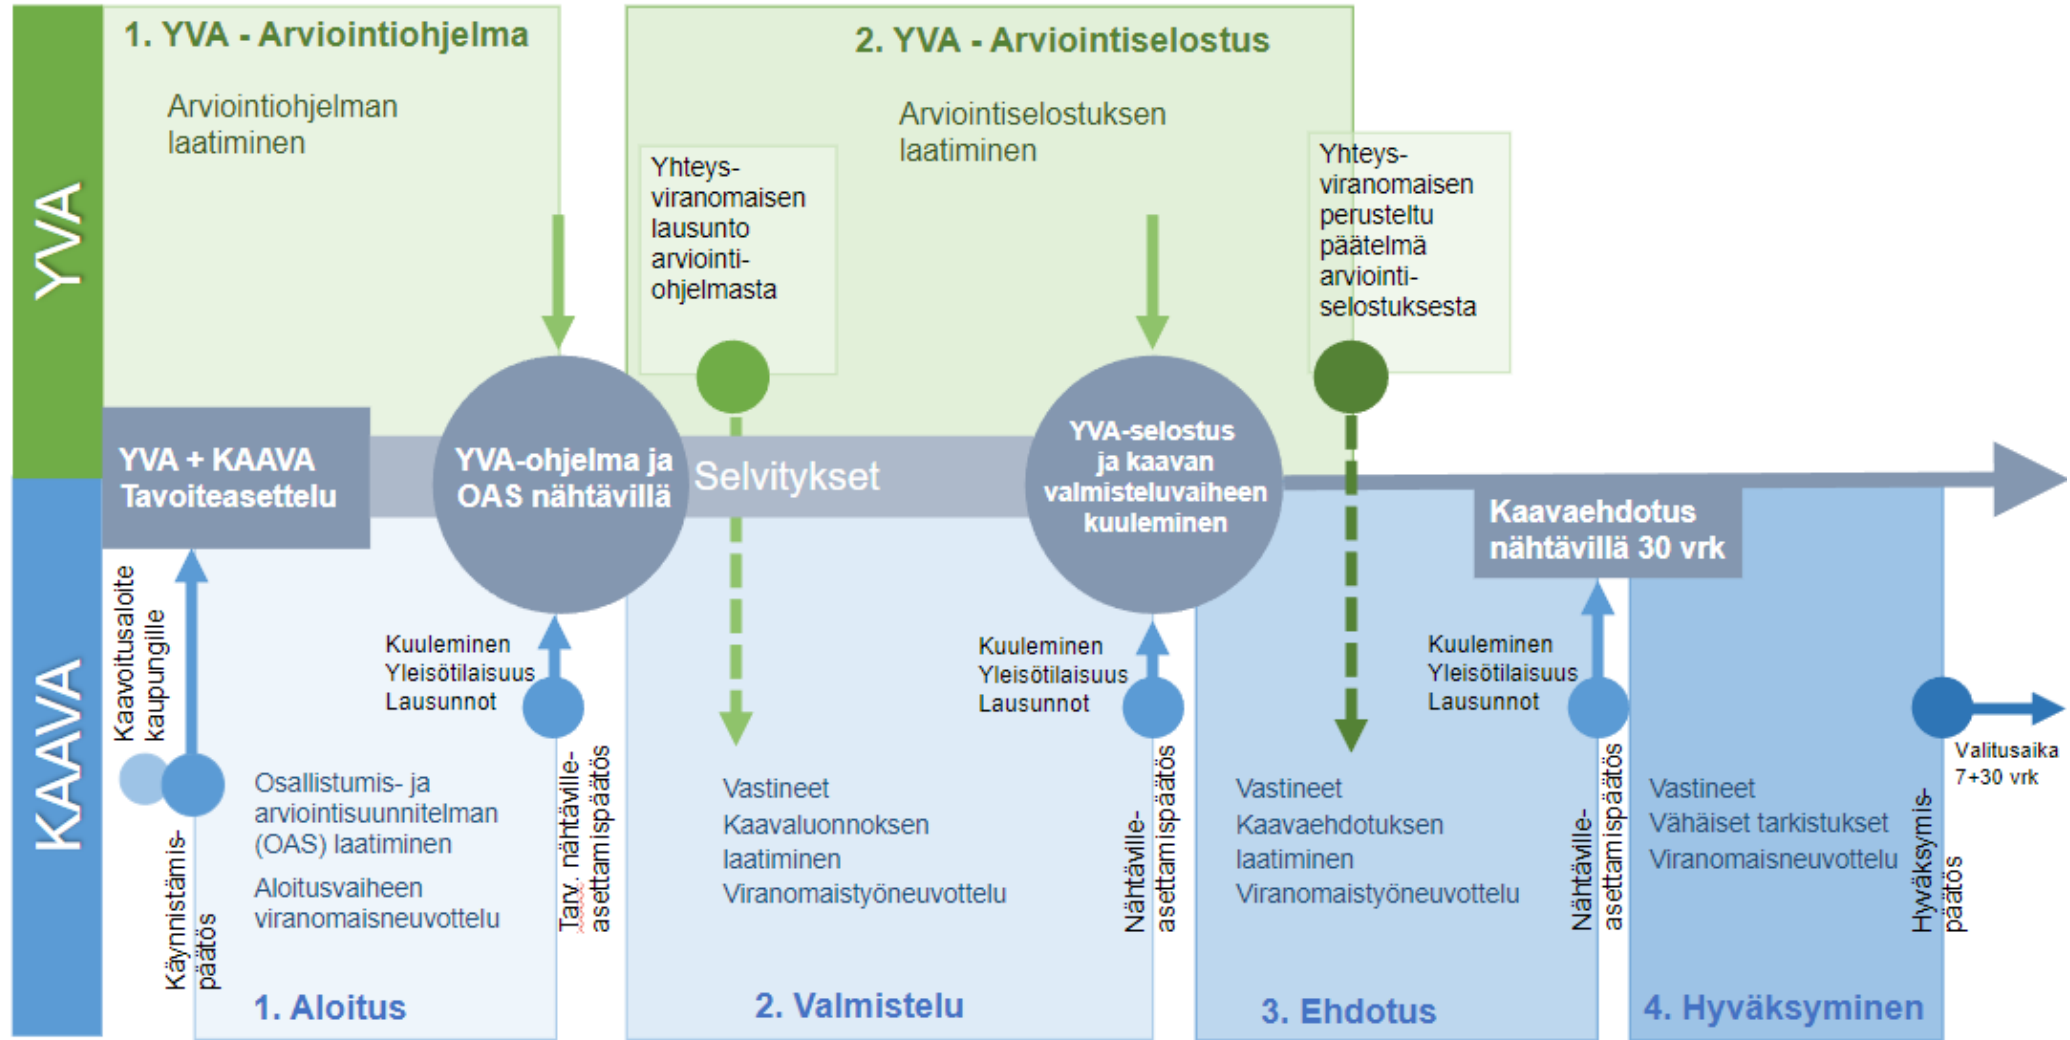 YVA
1. YVA - Arviointiohjelma
Arviointiohjelman
laatiminen
2. YVA - Arviointiselostus
Arviointiselostuksen
laatiminen
Yhteys-
viranomaisen
lausunto
arviointi-
ohjelmasta
Yhteys-
viranomaisen
perusteltu
päätelmä
arviointi-
selostuksesta
YVA + KAAVA
Tavoiteasettelu
YVA-ohjelma ja
OAS nähtävillä
Selvitykset
YVA-selostus
ja kaavan
valmisteluvaiheen
kuuleminen
Kaavaehdotus
nähtävillä 30 vrk
KAAVA
Kaavoitusaloite
kaupungille
Käynnistämis-
päätös
Kuuleminen
Yleisötilaisuus
Lausunnot
Tarv. nähtäville-
asettamispäätös
Osallistumis- ja
arviointisuunnitelman
(OAS) laatiminen
Aloitusvaiheen
viranomaisneuvottelu
1. Aloitus
Kuuleminen
Yleisötilaisuus
Lausunnot
Nähtäville-
asettamispäätös
Vastineet
Kaavaluonnoksen
laatiminen
Viranomaistyöneuvottelu
2. Valmistelu
Kuuleminen
Yleisötilaisuus
Lausunnot
Nähtäville-
asettamispäätös
Vastineet
Kaavaehdotuksen
laatiminen
Viranomaistyöneuvottelu
3. Ehdotus
Vastineet
Vähäiset tarkistukset
Viranomaisneuvottelu
Hyväksymis-
päätös
Valitusaika
7+30 vrk
4. Hyväksyminen